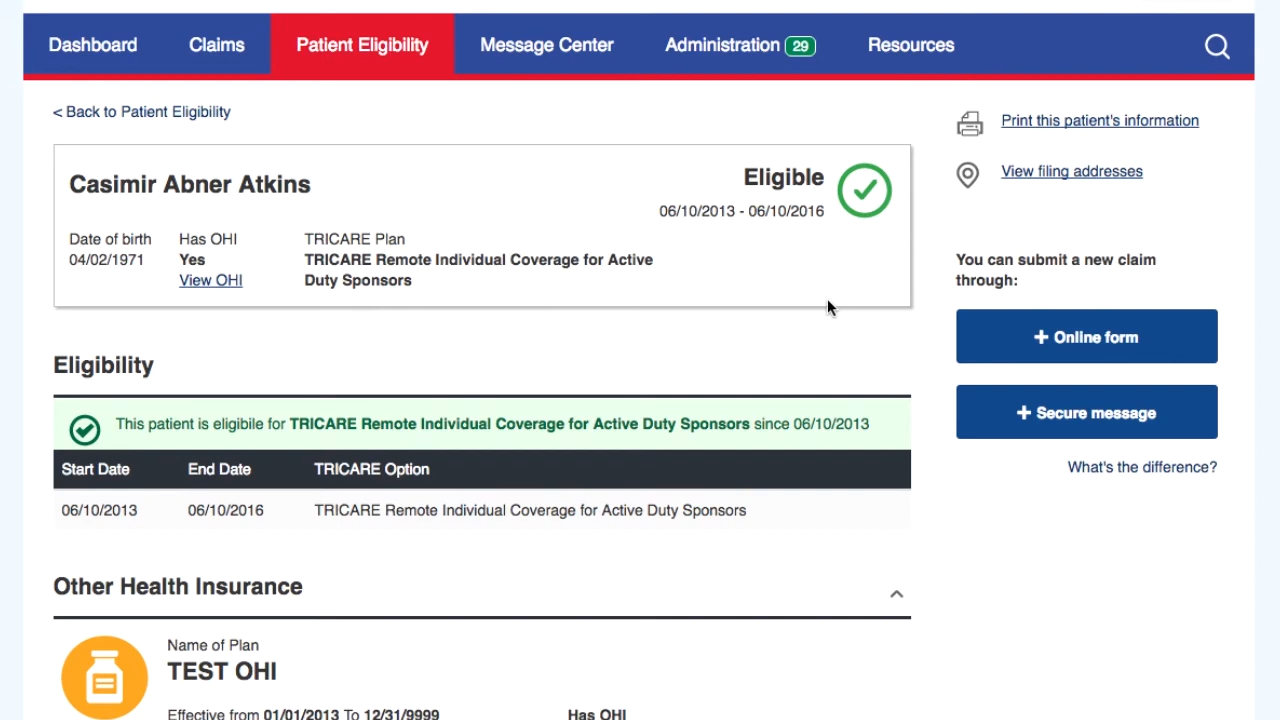 Dashboard Claims Patient Eligibility Message Center Administration 29 Resources
< Back to Patient Eligibility
Print this patient's information
View filing addresses
Casimir Abner Atkins
Eligible
06/10/2013 - 06/10/2016
Date of birth Has OHI TRICARE Plan
04/02/1971 Yes TRICARE Remote Individual Coverage for Active
View OHI Duty Sponsors
You can submit a new claim
through:
+ Online form
+ Secure message
What's the difference?
Eligibility
This patient is eligibile for TRICARE Remote Individual Coverage for Active Duty Sponsors since 06/10/2013
Start Date End Date TRICARE Option
06/10/2013 06/10/2016 TRICARE Remote Individual Coverage for Active Duty Sponsors
Other Health Insurance
Name of Plan
TEST OHI
Effective from 01/01/2013 To 12/31/9999 Has OHI